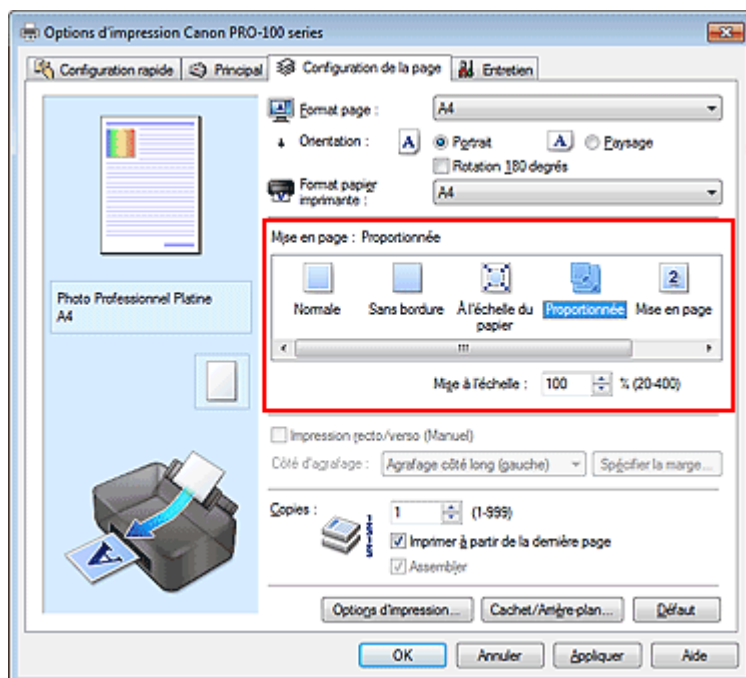 Options d'impression Canon PRO-100 series
Configuration rapide Principal Configuration de la page Entretien
Format page : A4
Orientation : A Portrait A Paysage
Rotation 180 degrés
Format papier imprimante : A4
Mise en page : Proportionnée
Normale Sans bordure À l'échelle du papier Proportionnée 2 Mise en page
Mise à l'échelle : 100 % (20-400)
Photo Professionnel Platine
A4
Impression recto/verso (Manuel)
Côté d'agrafage : Agrafage côté long (gauche) Spécifier la marge...
Copies : 1 (1-999)
Imprimer à partir de la dernière page
Assembler
A
Options d'impression... Cachet/Arrière-plan... Défaut
OK Annuler Appliquer Aide